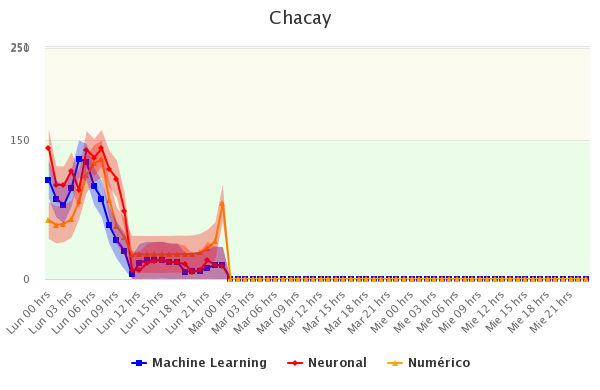 Chacay
250
150
0
Lun 00 hrs
Lun 03 hrs
Lun 06 hrs
Lun 09 hrs
Lun 12 hrs
Lun 15 hrs
Lun 18 hrs
Lun 21 hrs
Mar 00 hrs
Mar 03 hrs
Mar 06 hrs
Mar 09 hrs
Mar 12 hrs
Mar 15 hrs
Mar 18 hrs
Mar 21 hrs
Mie 00 hrs
Mie 03 hrs
Mie 06 hrs
Mie 09 hrs
Mie 12 hrs
Mie 15 hrs
Mie 18 hrs
Mie 21 hrs
Machine Learning Neuronal Numérico